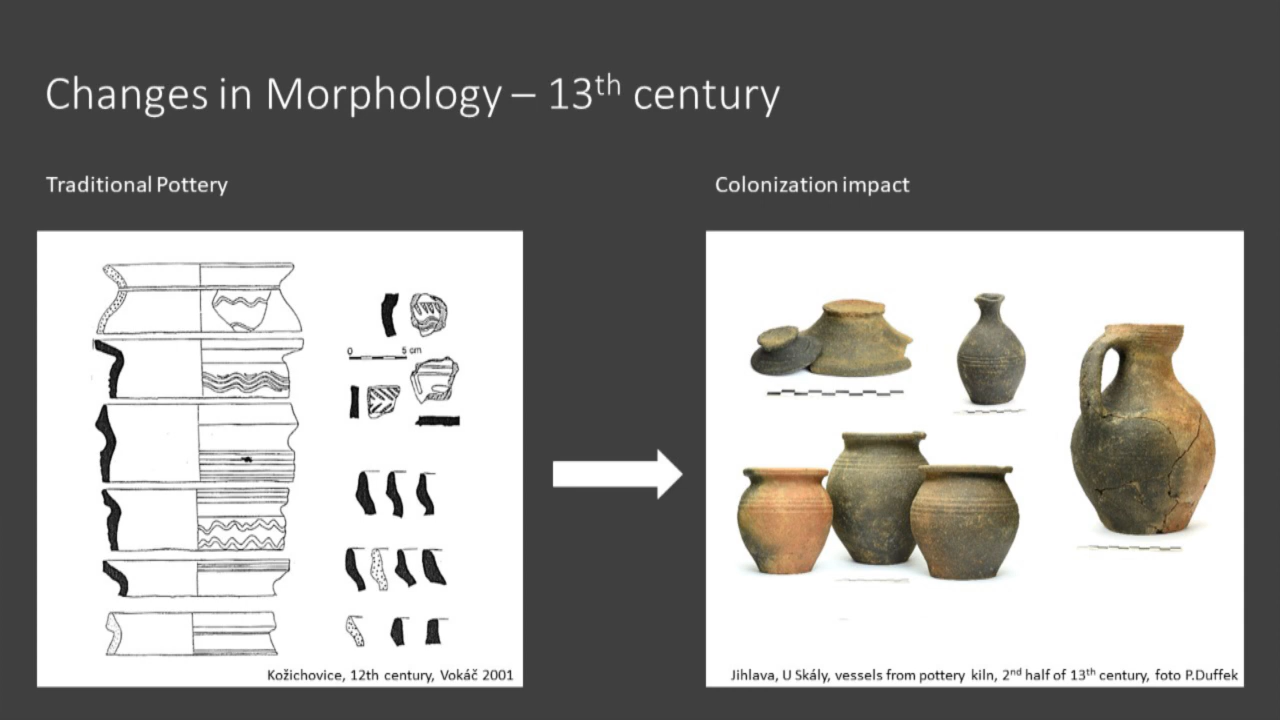 Changes in Morphology – 13th century
Traditional Pottery
Colonization impact
0 5 cm
Kožichovice, 12th century, Vokáč 2001
Jihlava, U Skály, vessels from pottery kiln, 2nd half of 13th century, foto P.Duffek